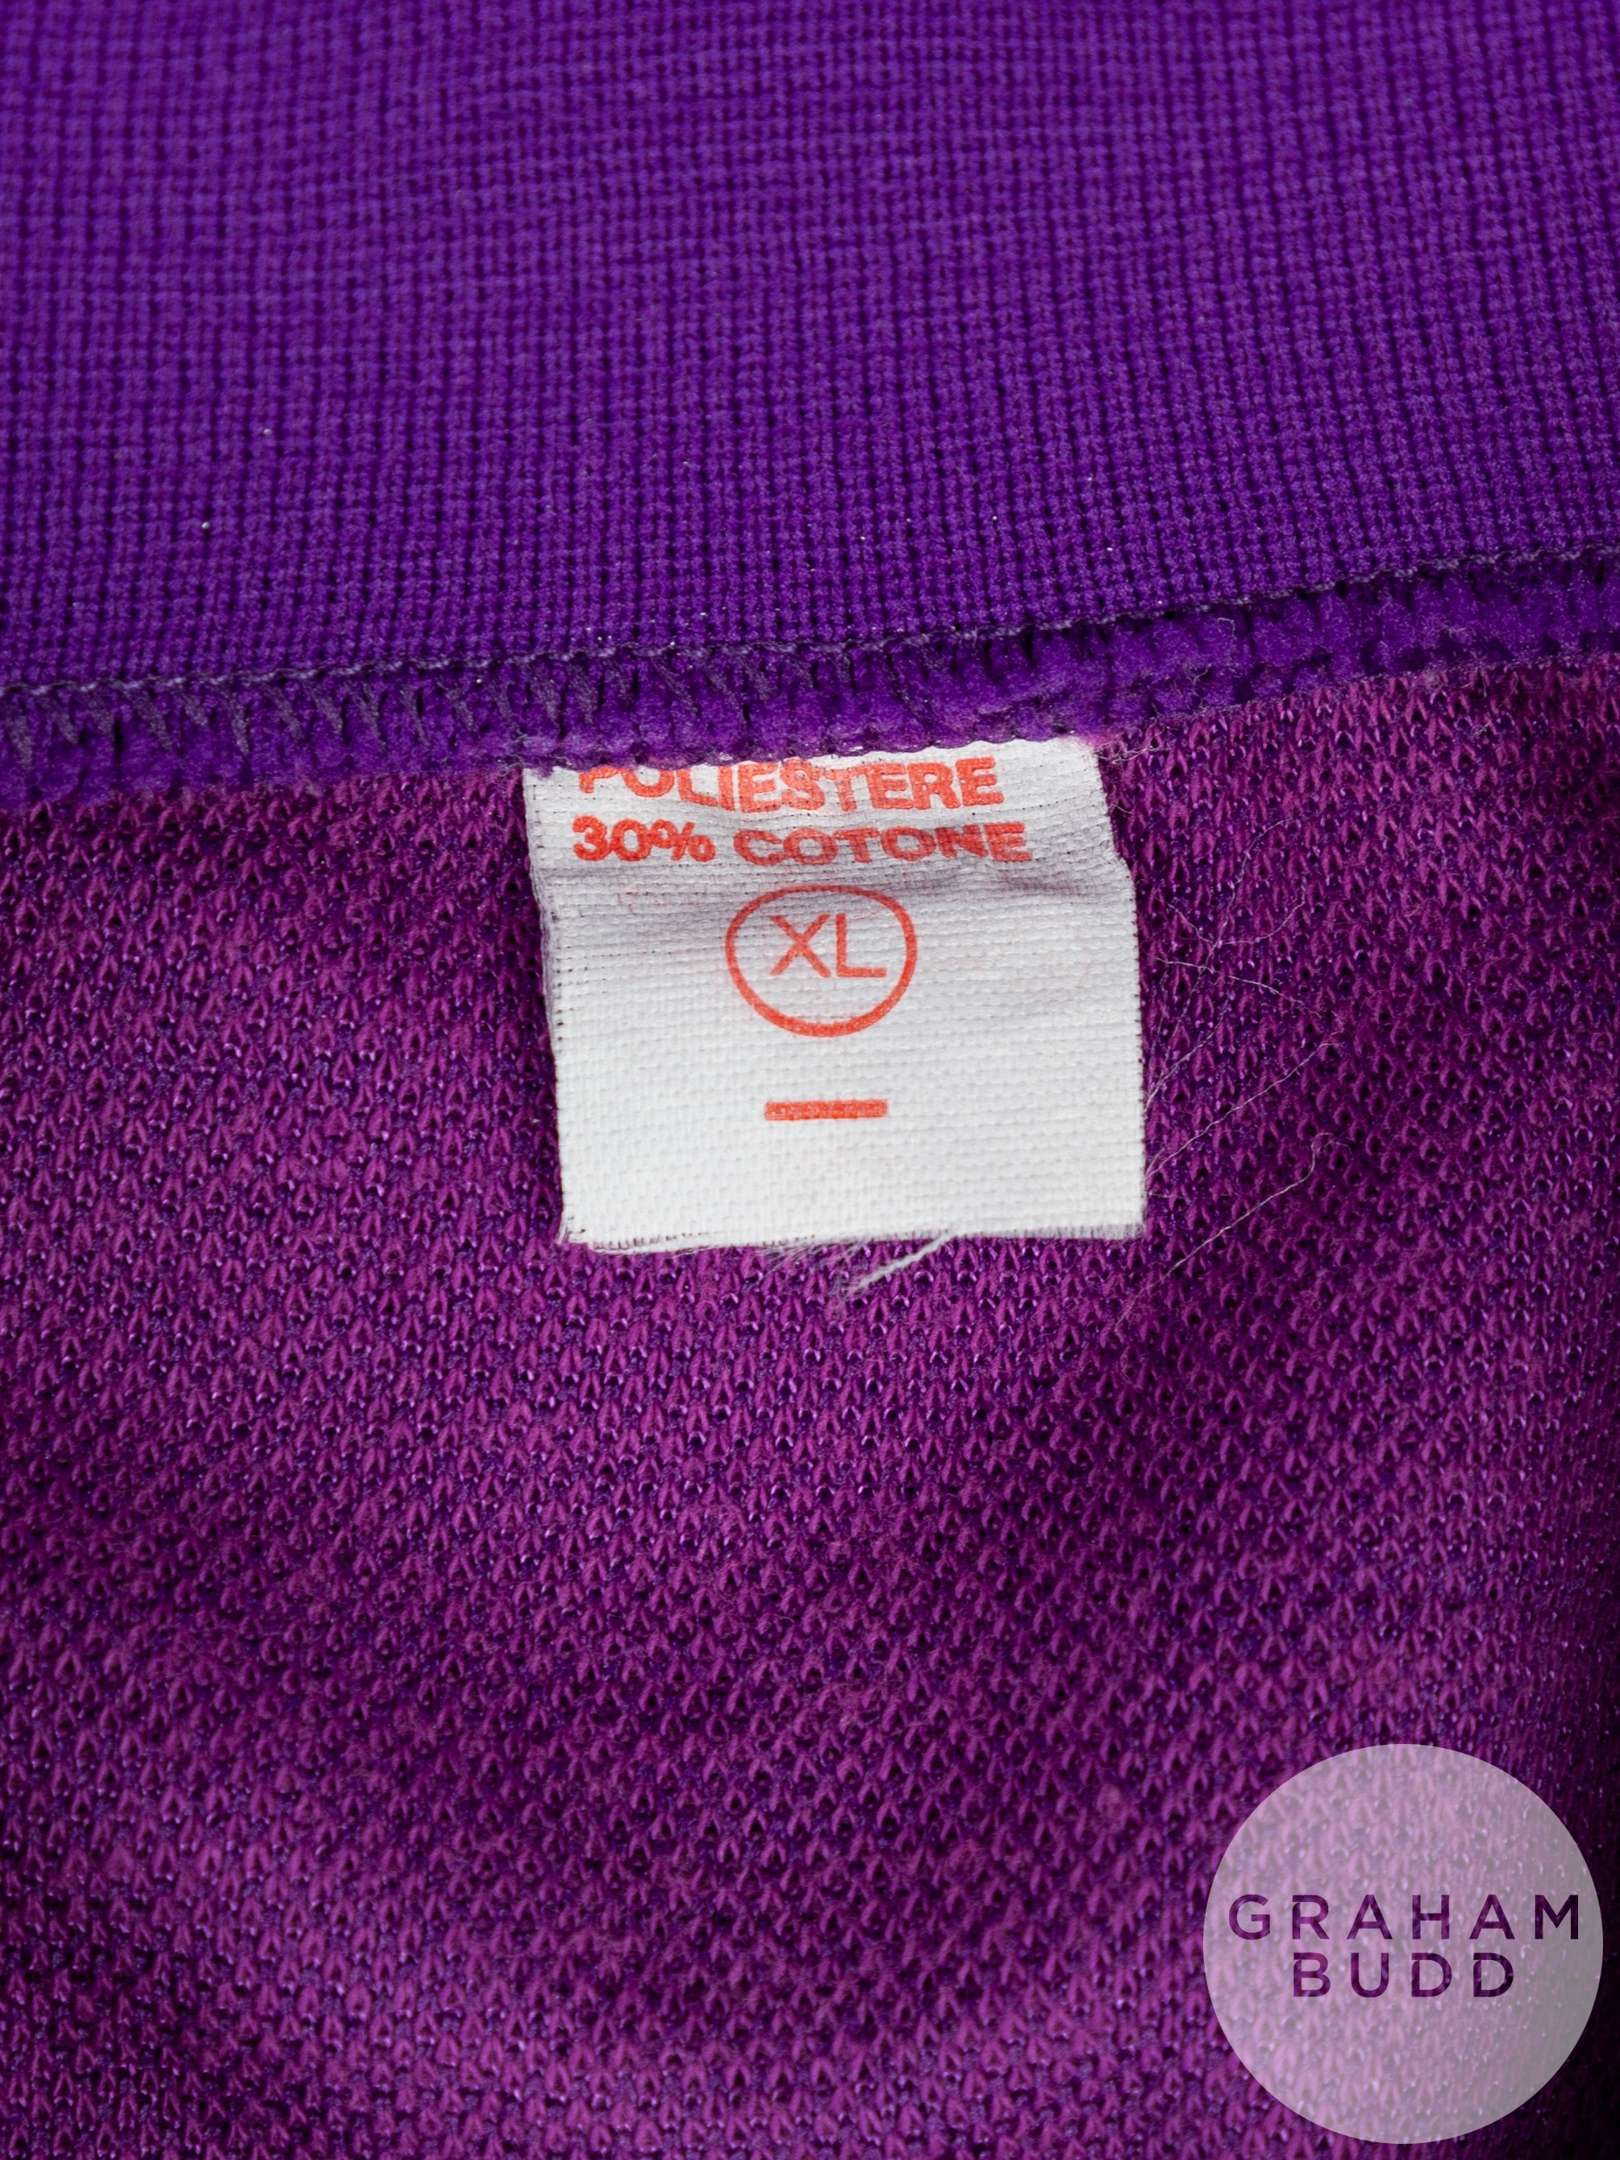 POLIESTERE
30% COTONE
XL
GRAHAM
BUDD